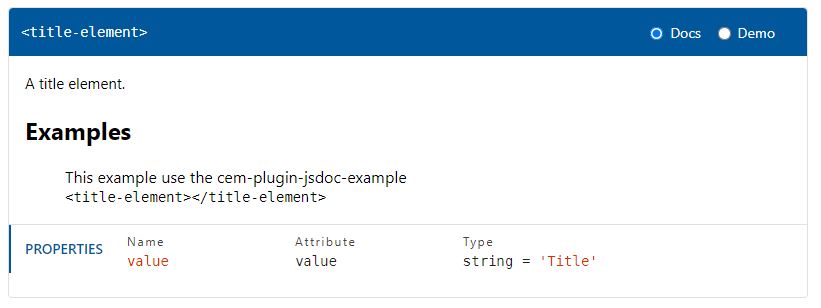 <title-element> Docs Demo
A title element.
Examples
This example use the cem-plugin-jsdoc-example
<title-element></title-element>
PROPERTIES Name Attribute Type
value value string = 'Title'